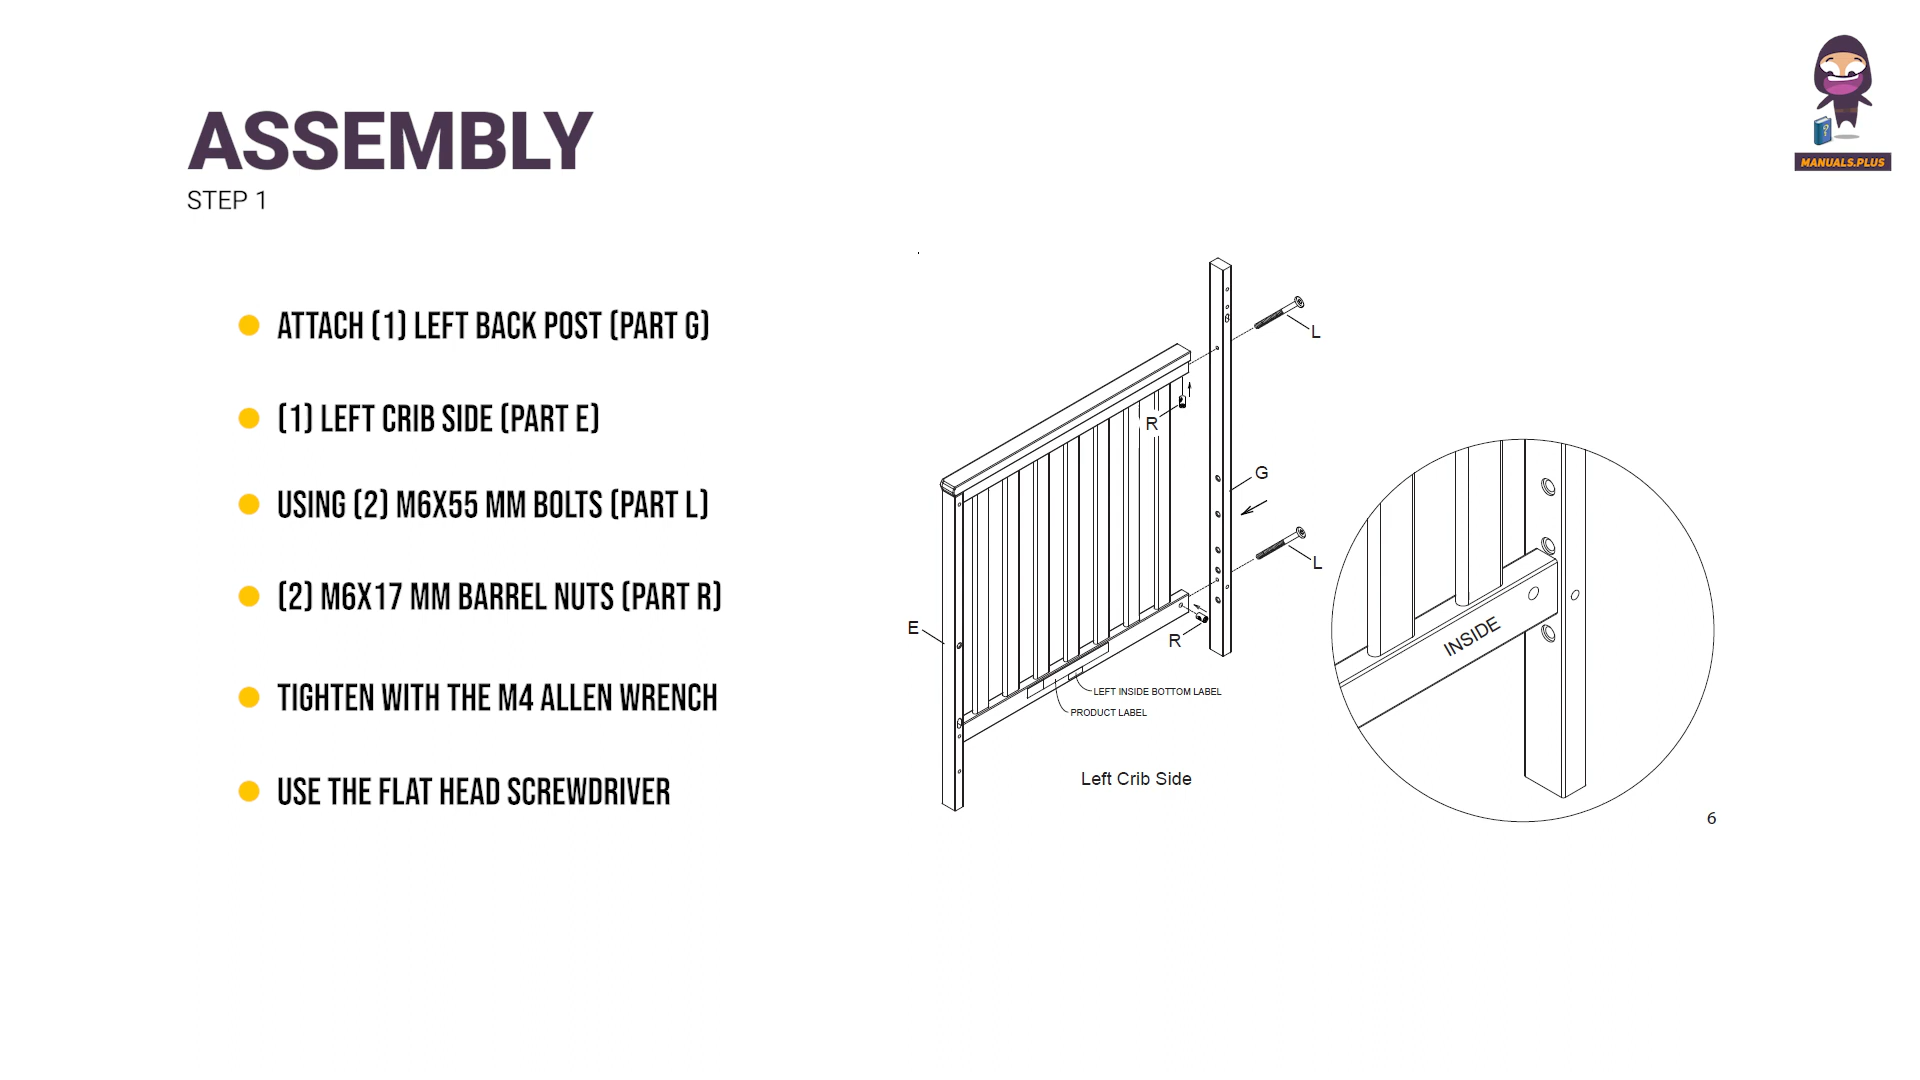 ASSEMBLY
STEP 1
ATTACH (1) LEFT BACK POST (PART G)
(1) LEFT CRIB SIDE (PART E)
USING (2) M6X55 MM BOLTS (PART L)
(2) M6X17 MM BARREL NUTS (PART R)
TIGHTEN WITH THE M4 ALLEN WRENCH
USE THE FLAT HEAD SCREWDRIVER
MANUALS.PLUS
L
R
G
L
E
R
LEFT INSIDE BOTTOM LABEL
PRODUCT LABEL
Left Crib Side
INSIDE
6